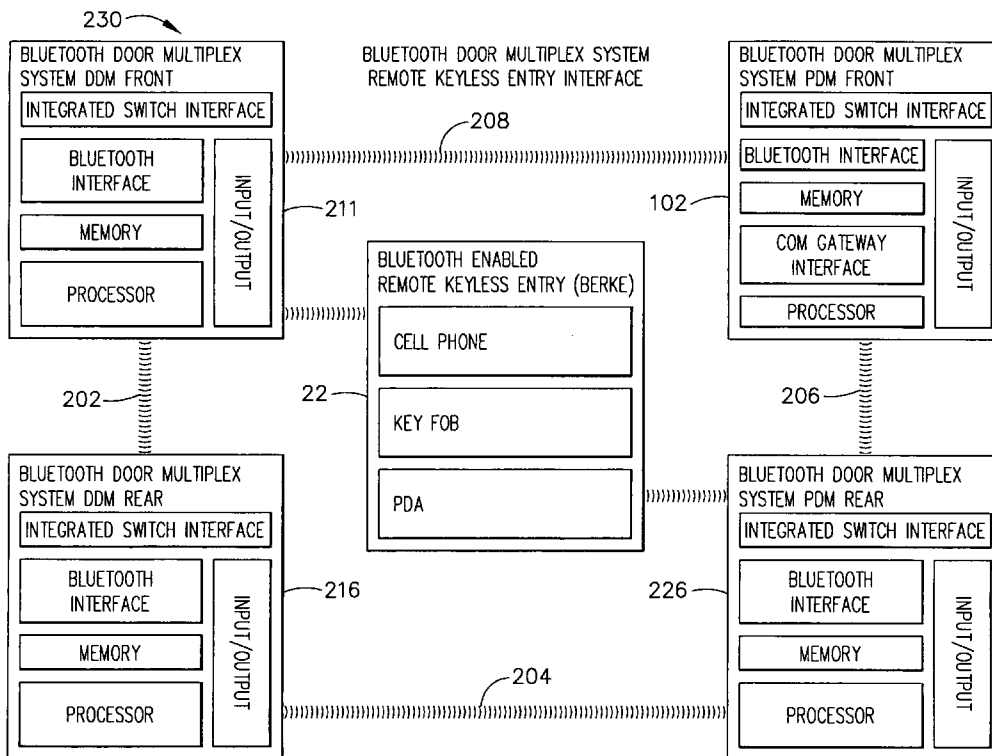 230
BLUETOOTH DOOR MULTIPLEX
SYSTEM DDM FRONT
INTEGRATED SWITCH INTERFACE
BLUETOOTH
INTERFACE
MEMORY
PROCESSOR
INPUT/OUTPUT
211
BLUETOOTH DOOR MULTIPLEX SYSTEM
REMOTE KEYLESS ENTRY INTERFACE
208
BLUETOOTH DOOR MULTIPLEX
SYSTEM PDM FRONT
INTEGRATED SWITCH INTERFACE
BLUETOOTH INTERFACE
MEMORY
COM GATEWAY
INTERFACE
PROCESSOR
INPUT/OUTPUT
102
BLUETOOTH ENABLED
REMOTE KEYLESS ENTRY (BERKE)
CELL PHONE
KEY FOB
PDA
22
202
206
BLUETOOTH DOOR MULTIPLEX
SYSTEM DDM REAR
INTEGRATED SWITCH INTERFACE
BLUETOOTH
INTERFACE
MEMORY
PROCESSOR
INPUT/OUTPUT
216
204
BLUETOOTH DOOR MULTIPLEX
SYSTEM PDM REAR
INTEGRATED SWITCH INTERFACE
BLUETOOTH
INTERFACE
MEMORY
PROCESSOR
INPUT/OUTPUT
226